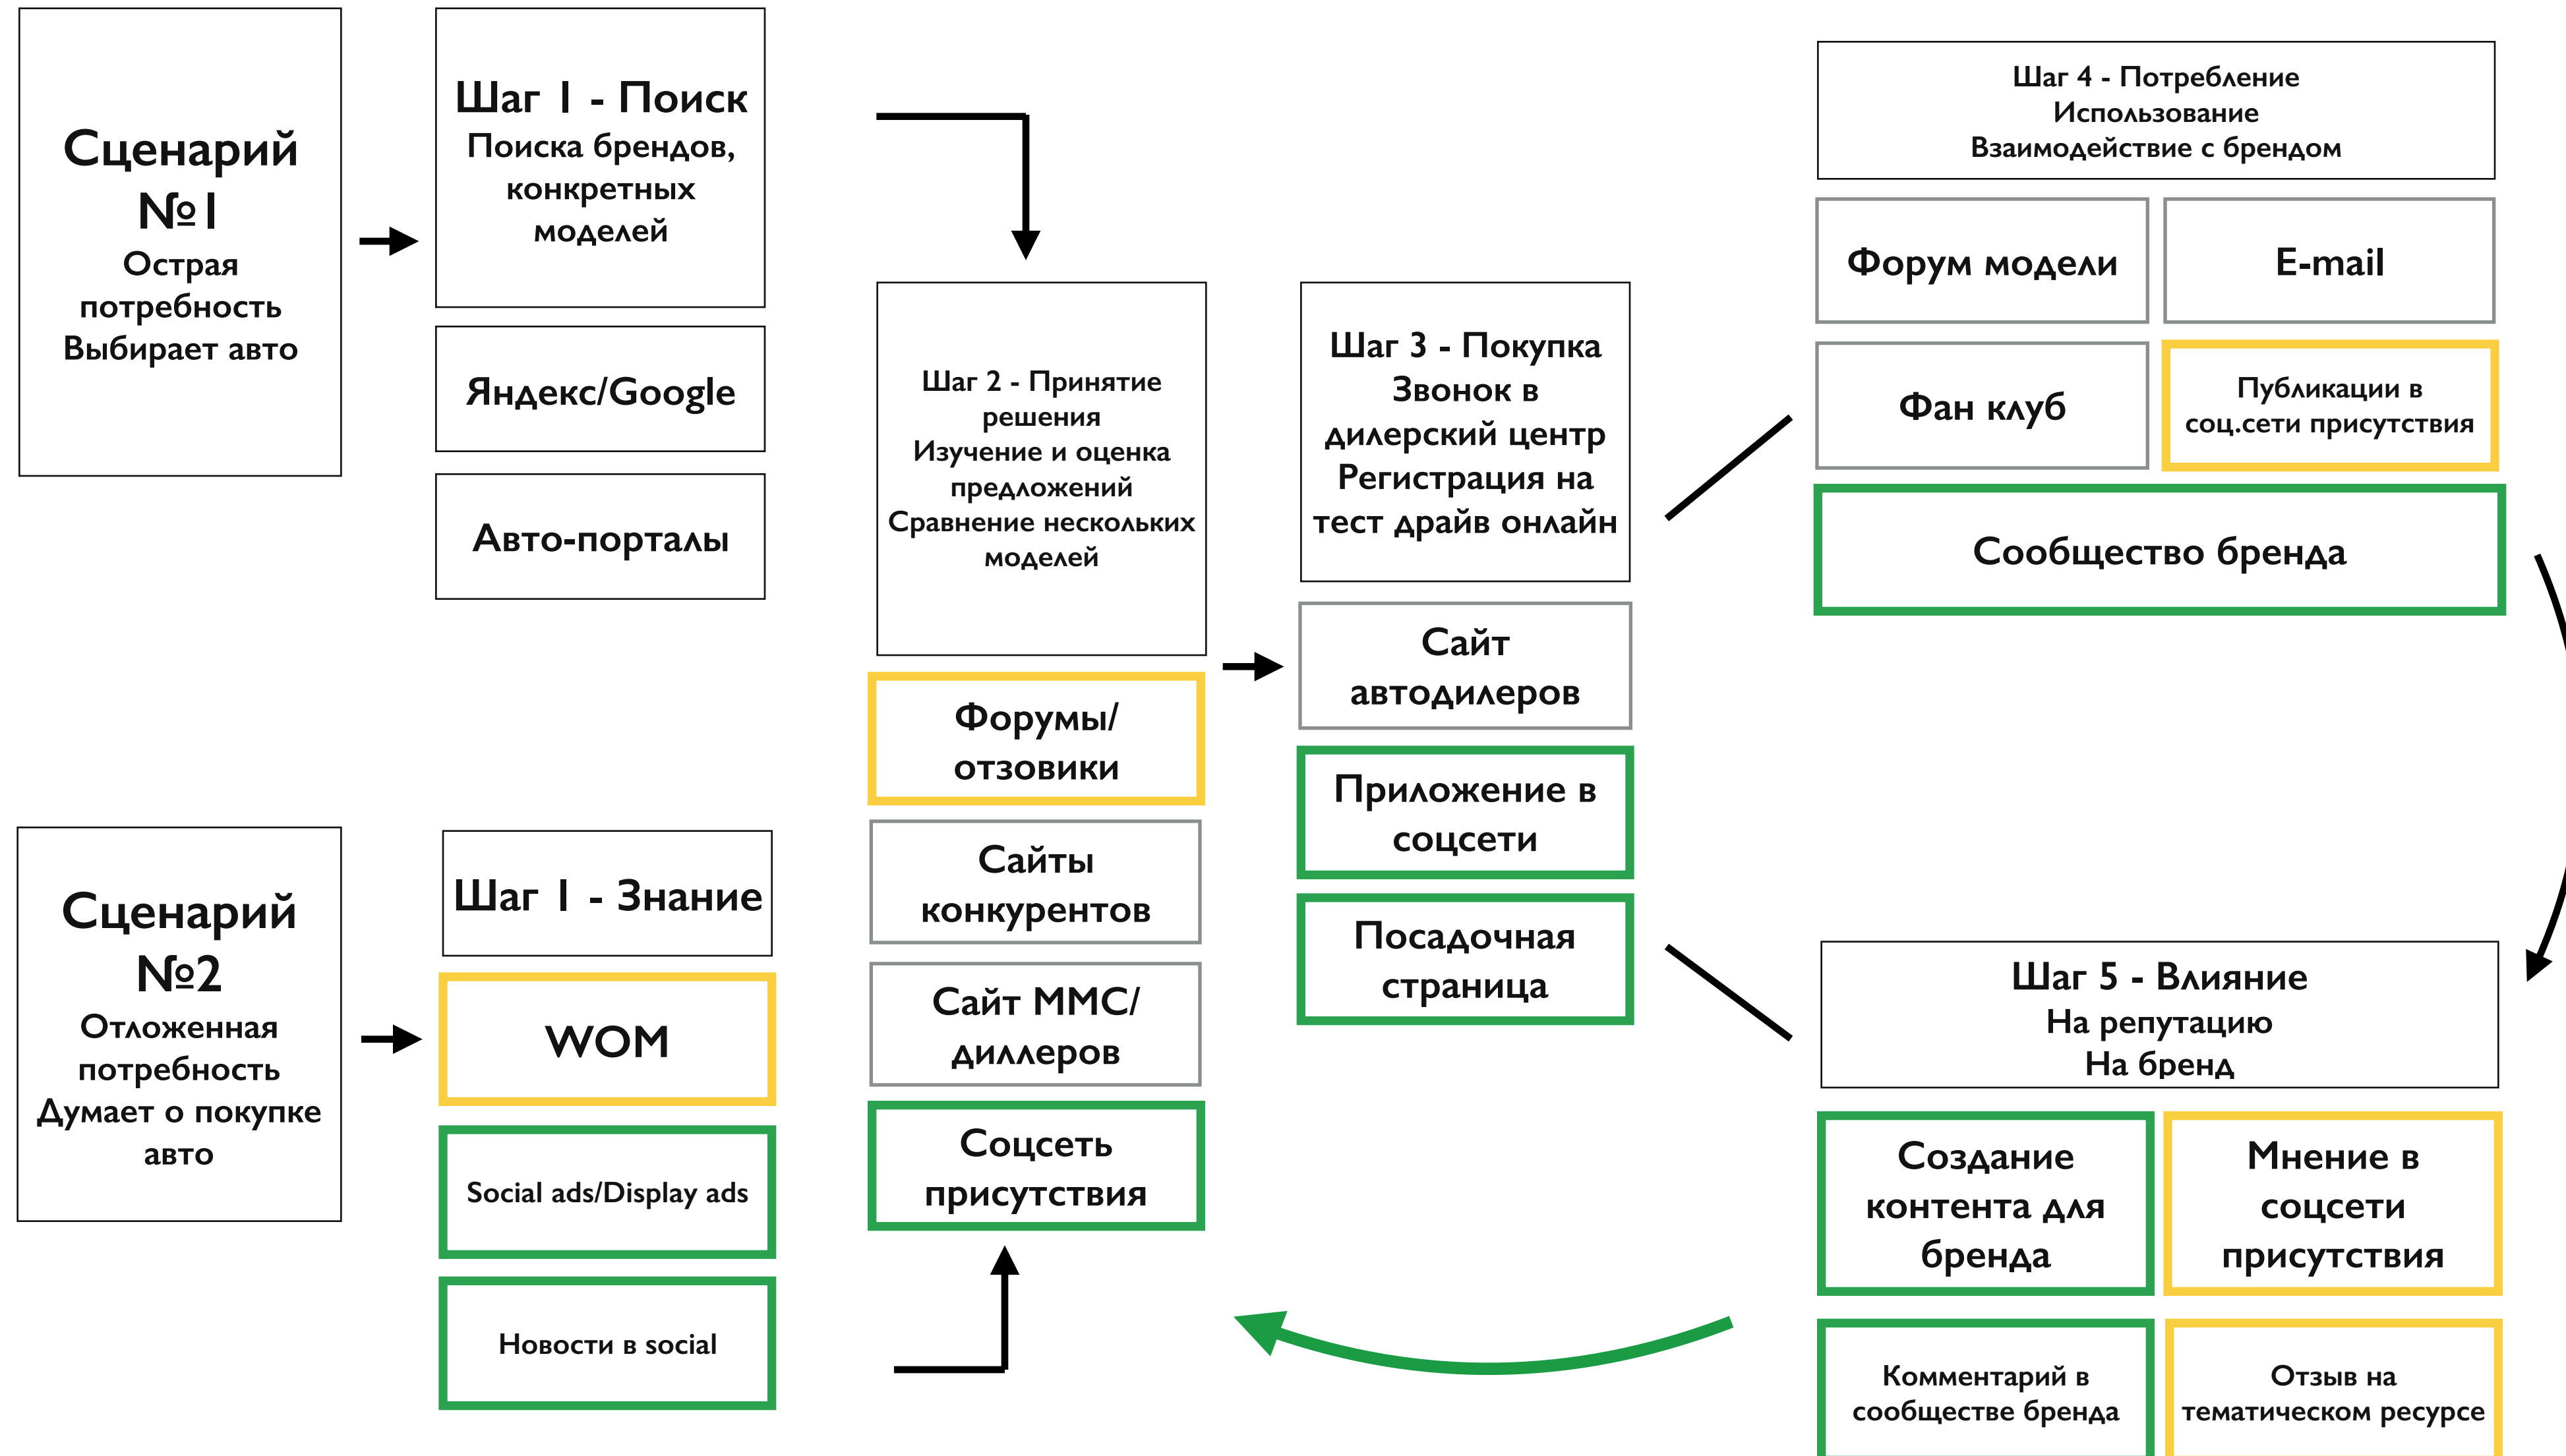 Сценарий
№1
Острая
потребность
Выбирает авто
Шаг 1 - Поиск
Поиска брендов,
конкретных
моделей
Яндекс/Google
Авто-порталы
Сценарий
№2
Отложенная
потребность
Думает о покупке
авто
Шаг 1 - Знание
WOM
Social ads/Display ads
Новости в social
Шаг 2 - Принятие
решения
Изучение и оценка
предложений
Сравнение нескольких
моделей
Форумы/
отзовики
Сайты
конкурентов
Сайт ММС/
диллеров
Соцсеть
присутствия
Шаг 3 - Покупка
Звонок в
дилерский центр
Регистрация на
тест драйв онлайн
Сайт
автодилеров
Приложение в
соцсети
Посадочная
страница
Шаг 4 - Потребление
Использование
Взаимодействие с брендом
Форум модели
E-mail
Фан клуб
Публикации в
соц.сети присутствия
Сообщество бренда
Шаг 5 - Влияние
На репутацию
На бренд
Создание
контента для
бренда
Мнение в
соцсети
присутствия
Комментарий в
сообществе бренда
Отзыв на
тематическом ресурсе